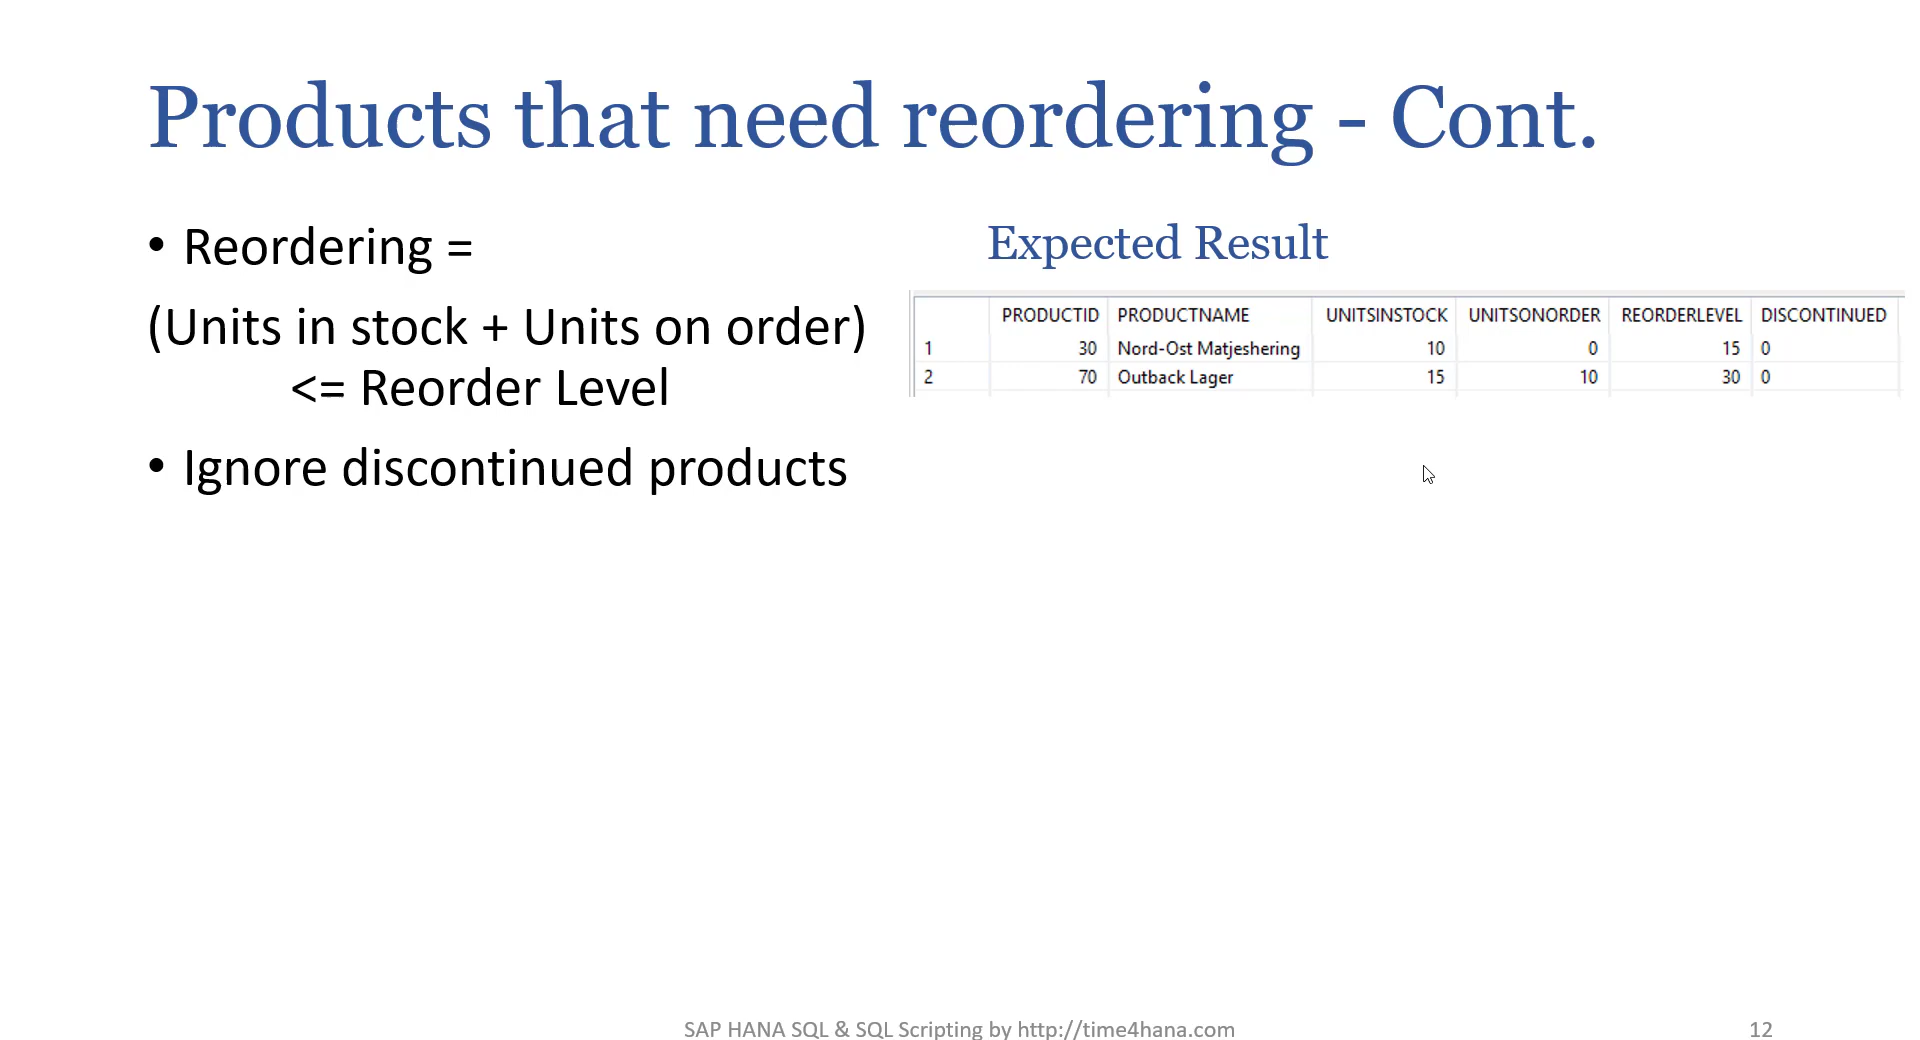 Products that need reordering - Cont.
• Reordering =
(Units in stock + Units on order)
<= Reorder Level
• Ignore discontinued products
Expected Result
PRODUCTID PRODUCTNAME UNITSINSTOCK UNITSONORDER REORDERLEVEL DISCONTINUED
1 30 Nord-Ost Matjeshering 10 0 15 0
2 70 Outback Lager 15 10 30 0
SAP HANA SQL & SQL Scripting by http://time4hana.com
12